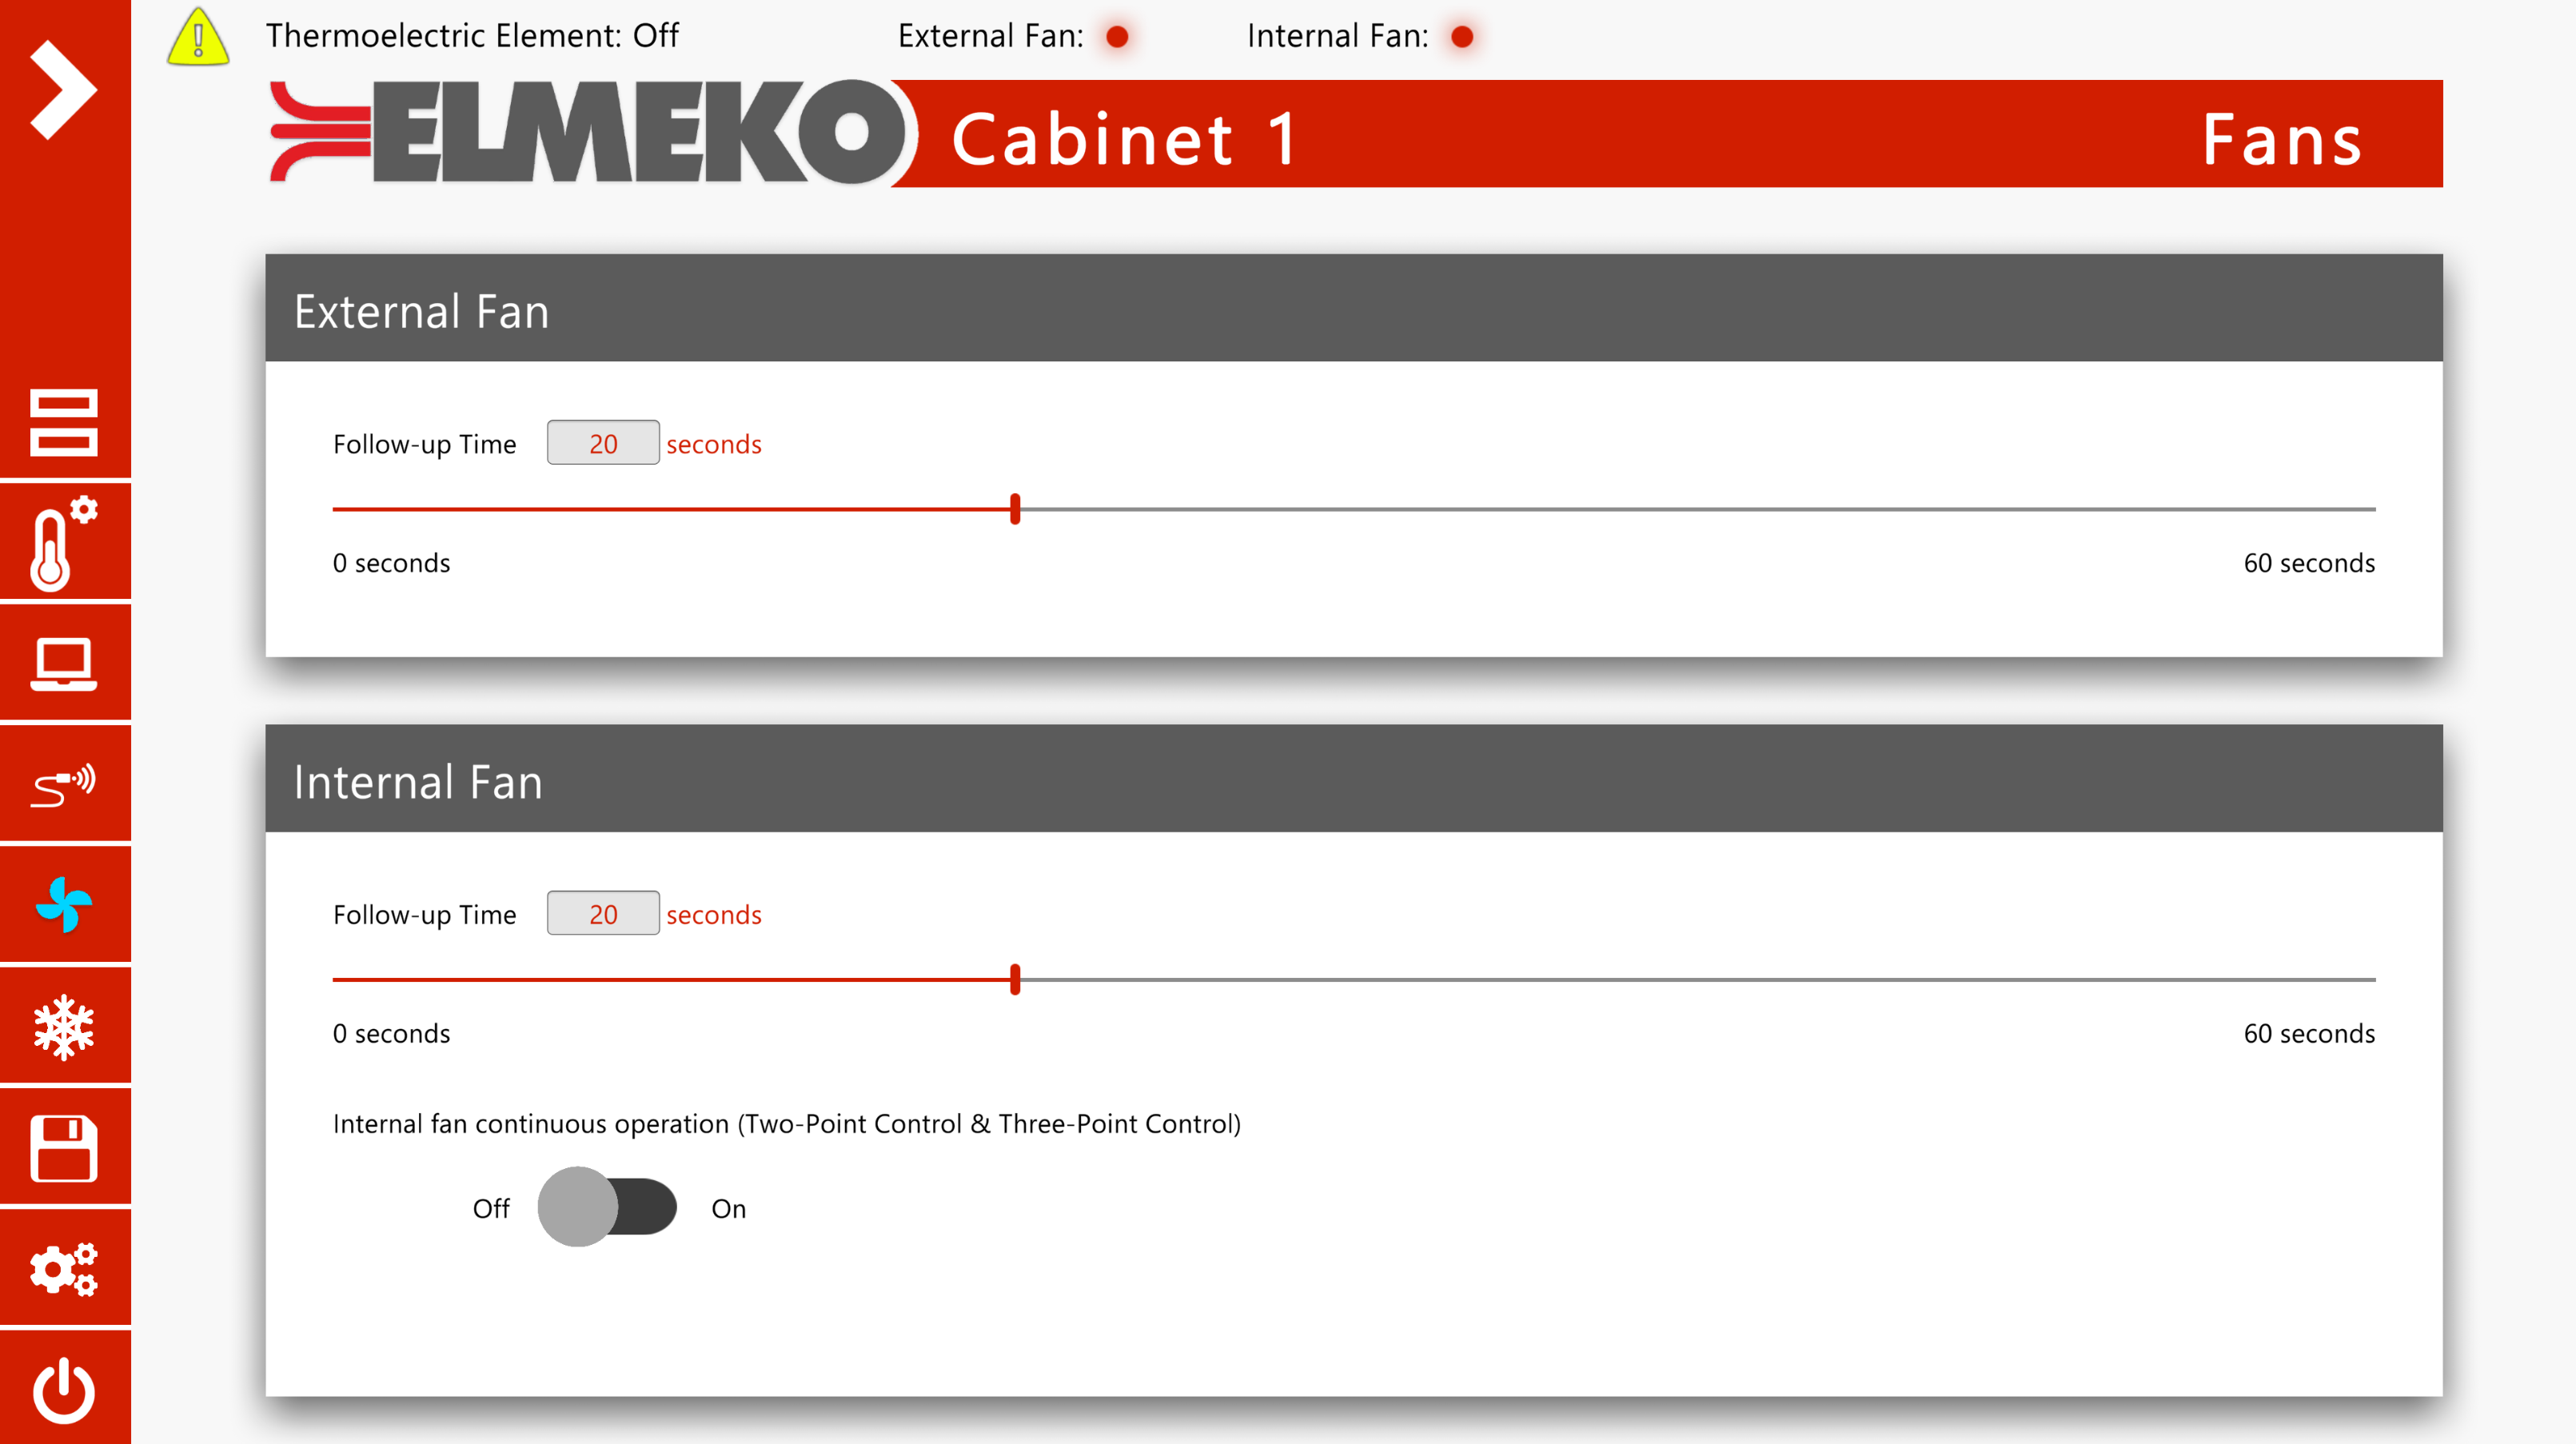 Thermoelectric Element: Off External Fan: Internal Fan:
ELMEKO Cabinet 1 Fans
External Fan
Follow-up Time 20 seconds
0 seconds 60 seconds
Internal Fan
Follow-up Time 20 seconds
0 seconds 60 seconds
Internal fan continuous operation (Two-Point Control & Three-Point Control)
Off On